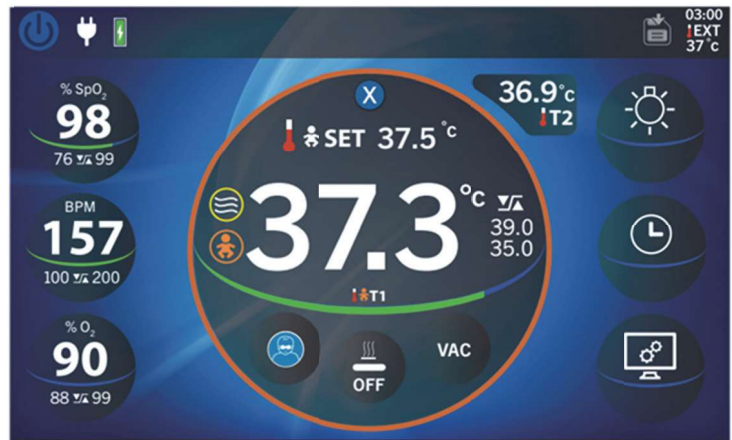 03:00
EXT
37°c
% SpO₂
98
76 99
BPM
157
100 200
% O₂
90
88 99
X
SET 37.5 °c
37.3 °c
39.0
35.0
T1
OFF
VAC
36.9°c
T2